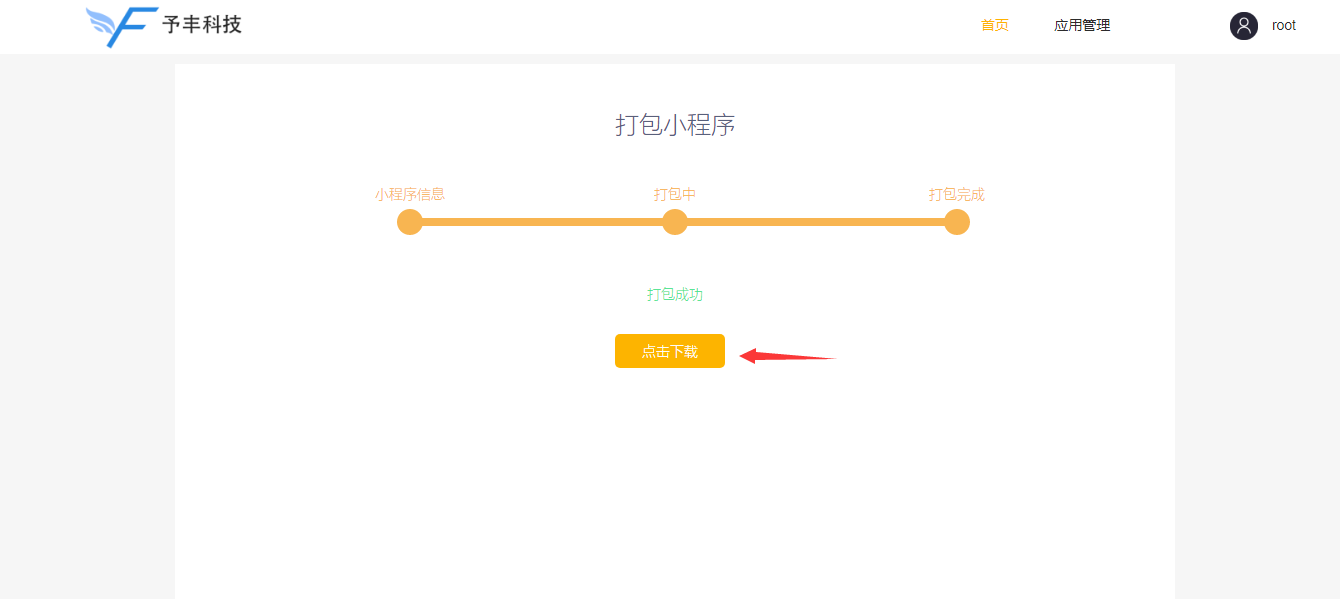 予丰科技
首页
应用管理
root
打包小程序
小程序信息
打包中
打包完成
打包成功
点击下载